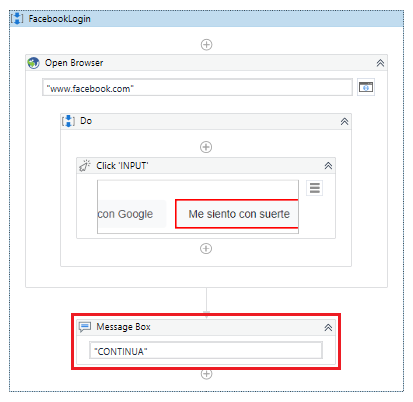 FacebookLogin
Open Browser
"www.facebook.com"
Do
Click 'INPUT'
con Google
Me siento con suerte
Message Box
"CONTINUA"